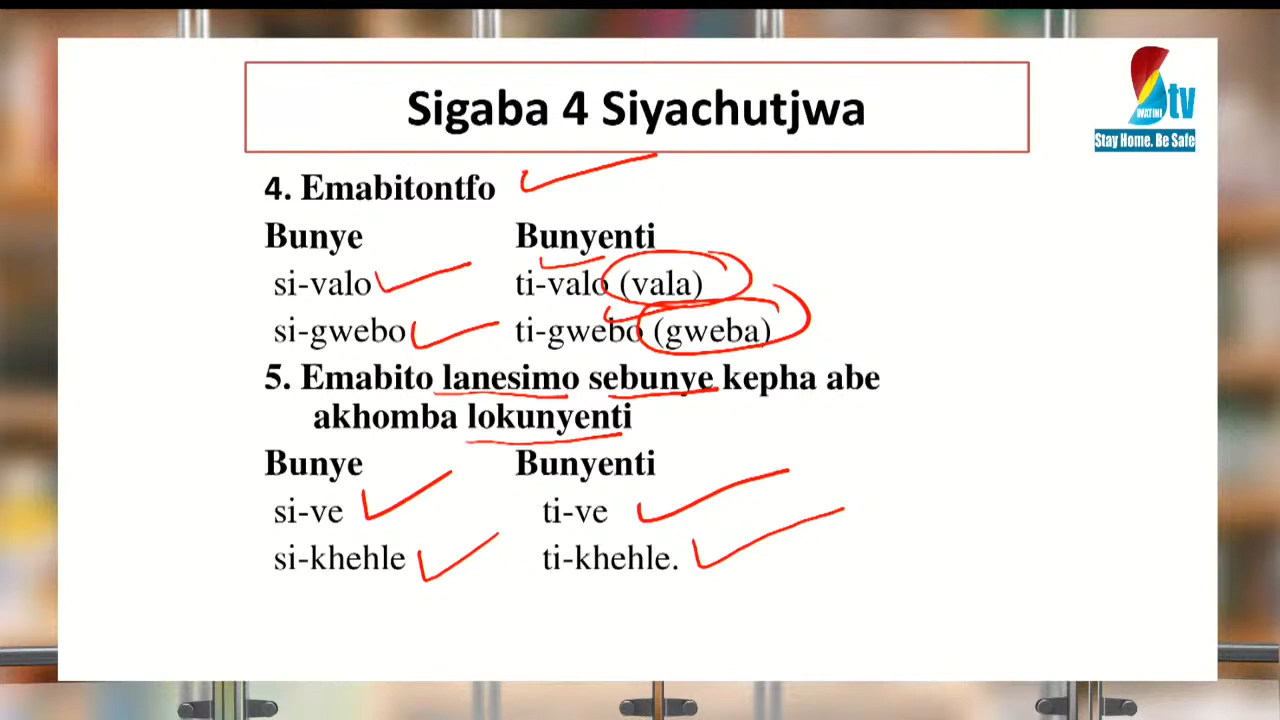 Sigaba 4 Siyachutjwa
tv
WATINI
Stay Home. Be Safe
4. Emabitontfo
Bunye Bunyenti
si-valo ti-valo (vala)
si-gwebo ti-gwebo (gweba)
5. Emabito lanesimo sebunye kepha abe
akhomba lokunyenti
Bunye Bunyenti
si-ve ti-ve
si-khehle ti-khehle.